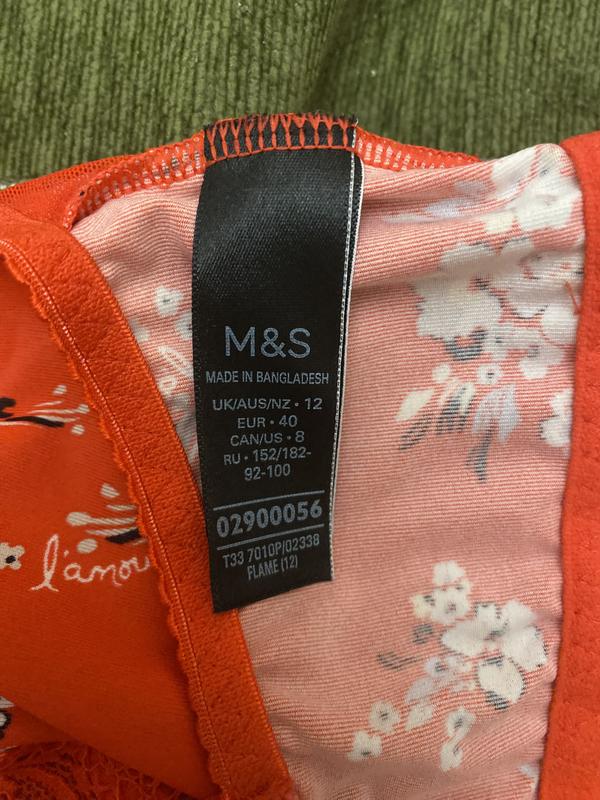 M&S
MADE IN BANGLADESH
UK/AUS/NZ • 12
EUR • 40
CAN/US • 8
RU • 152/182-
92-100
02900056
T33 7010P/02338
FLAME (12)
l'amou